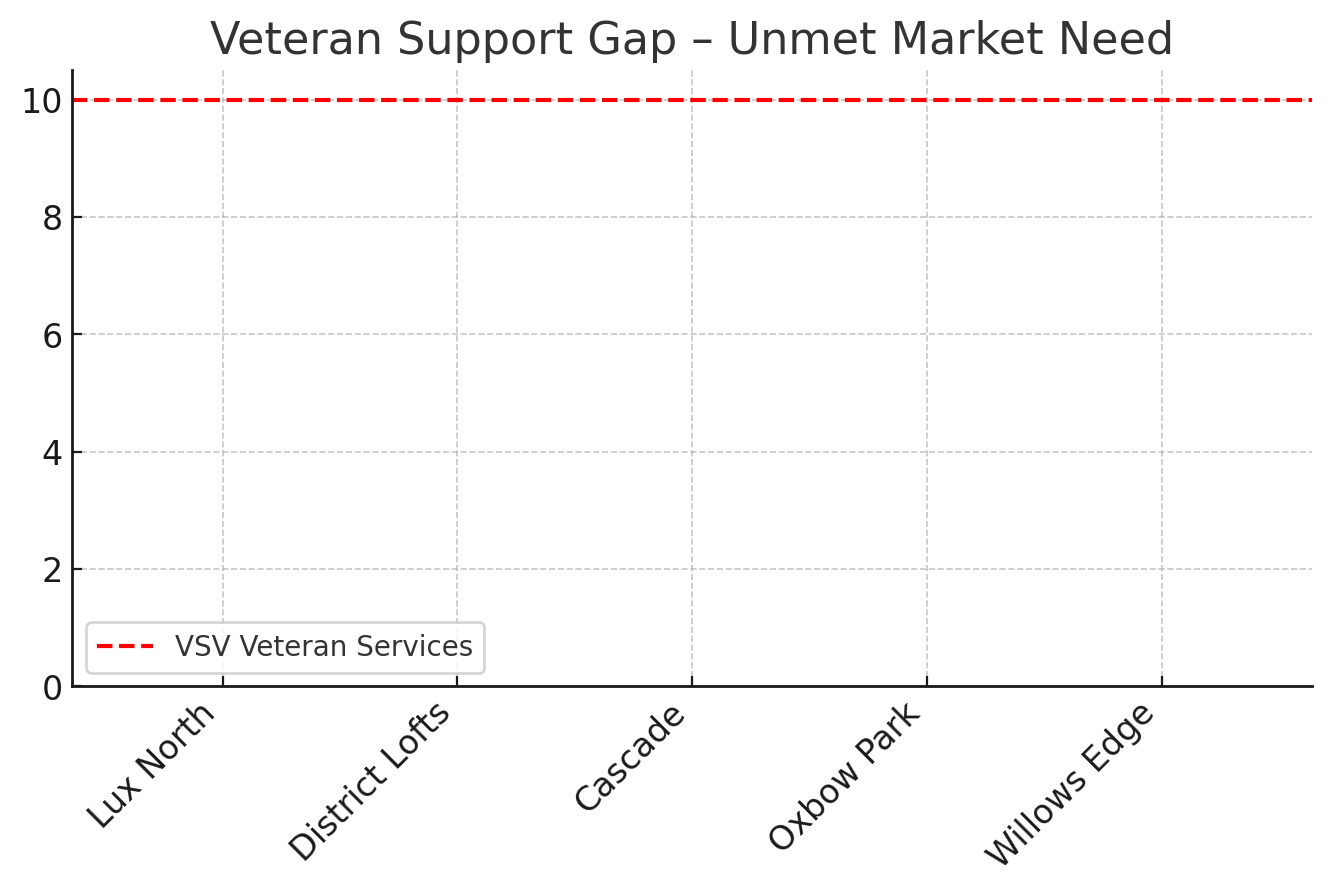 Veteran Support Gap – Unmet Market Need
10
8
6
4
2
0
VSV Veteran Services
Lux North
District Lofts
Cascade
Oxbow Park
Willows Edge